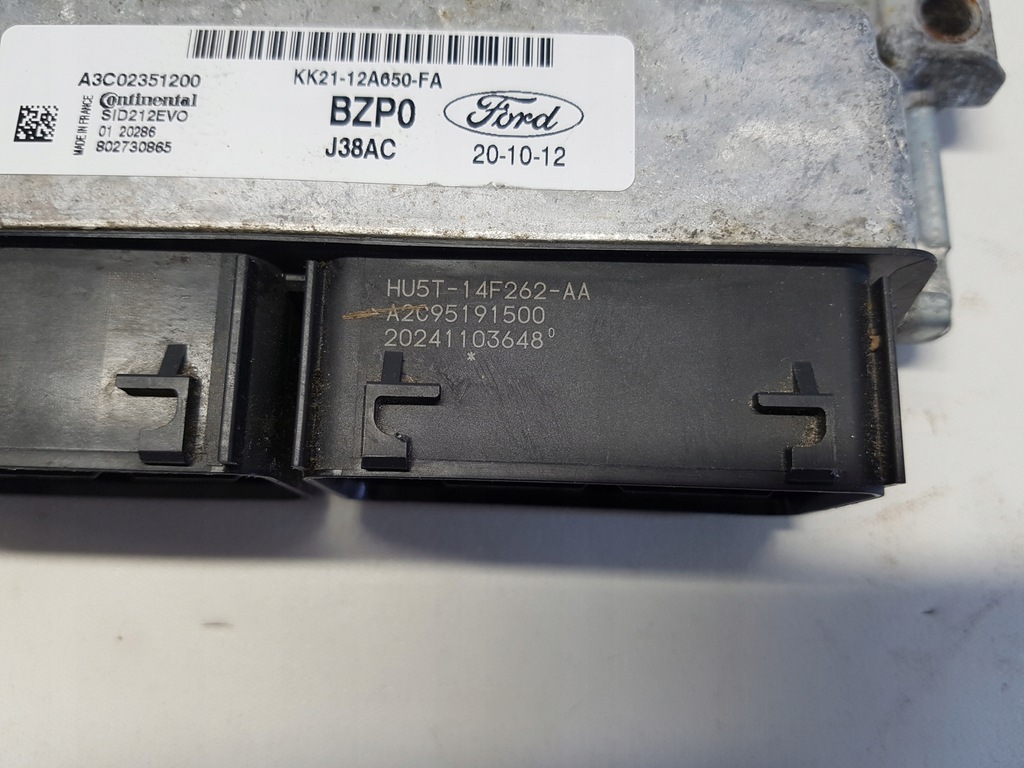 A3C02351200
Continental
SID212EVO
01 20286
802730865
MADE IN FRANCE
KK21-12A650-FA
BZP0
J38AC
Ford
20-10-12
HU5T-14F262-AA
A2C95191500
20241103648⁰
*